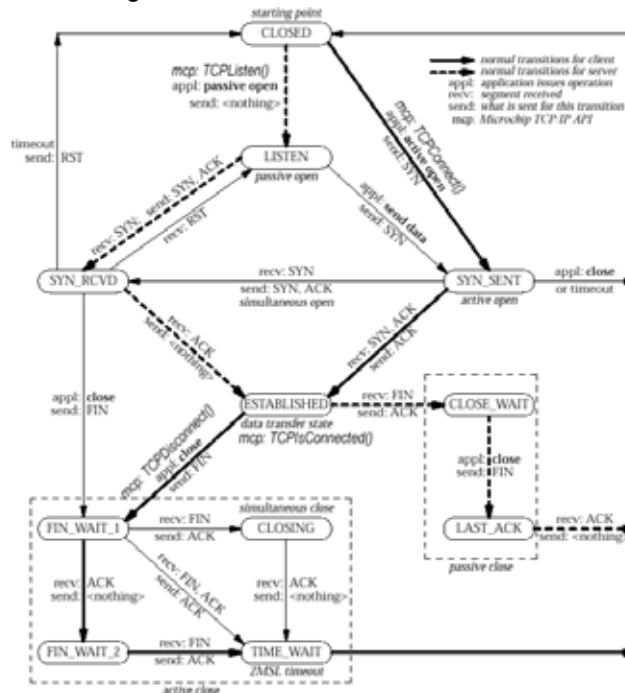 starting point
CLOSED
mcp: TCPListen()
appl: passive open
send: <nothing>
normal transitions for client
normal transitions for server
appl: application issues operation
recv: segment received
send: what is sent for this transition
mcp: Microchip TCP-IP API
mcp: TCPConnect()
appl: active open
send: SYN
timeout
send: RST
LISTEN
passive open
recv: SYN; send: SYN, ACK
recv: RST
appl: send data
send: SYN
SYN_RCVD
recv: SYN
send: SYN, ACK
simultaneous open
SYN_SENT
active open
appl: close
or timeout
recv: ACK
send: <nothing>
recv: SYN, ACK
send: ACK
appl: close
send: FIN
ESTABLISHED
data transfer state
mcp: TCPIsConnected()
recv: FIN
send: ACK
CLOSE_WAIT
mcp: TCPDisconnect()
appl: close
send: FIN
appl: close
send: FIN
simultaneous close
FIN_WAIT_1
recv: FIN
send: ACK
CLOSING
LAST_ACK
recv: ACK
send: <nothing>
passive close
recv: ACK
send: <nothing>
recv: FIN, ACK
send: ACK
recv: ACK
send: <nothing>
FIN_WAIT_2
recv: FIN
send: ACK
TIME_WAIT
2MSL timeout
active close